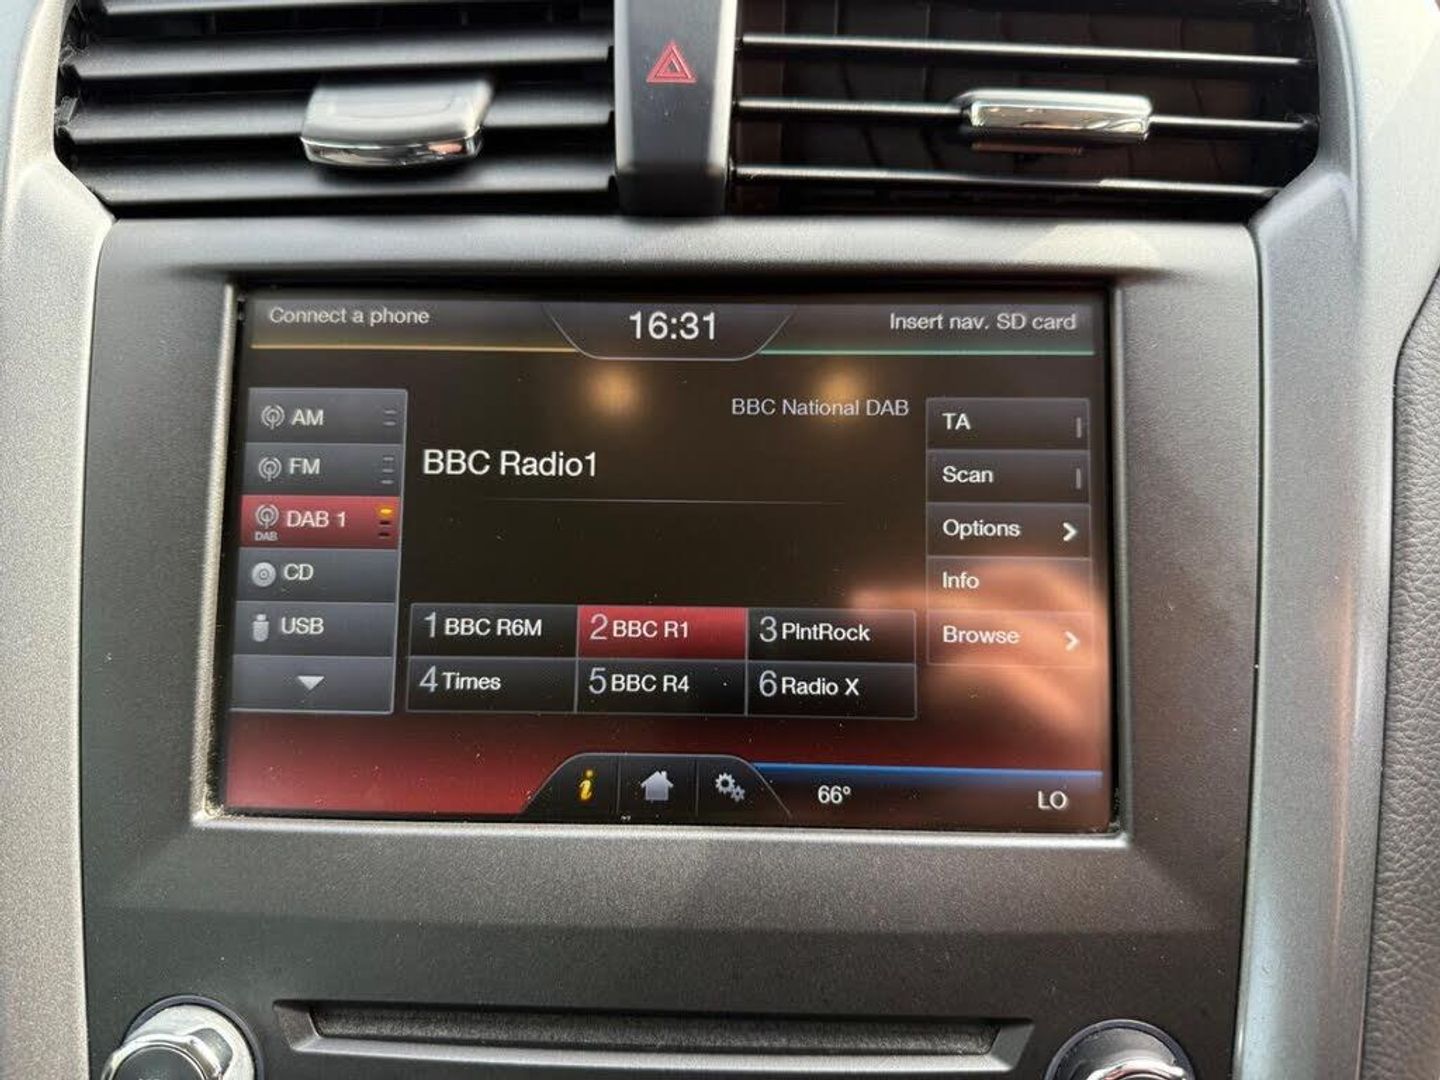 Connect a phone
16:31
Insert nav. SD card
AM
FM
DAB 1
DAB
CD
USB
BBC National DAB
BBC Radio1
TA
Scan
Options
Info
Browse
1 BBC R6M
2 BBC R1
3 PlntRock
4 Times
5 BBC R4
6 Radio X
i
66º
LO